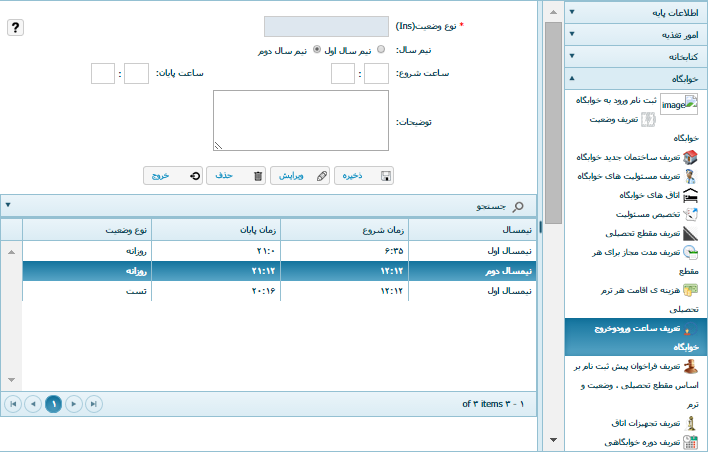 اطلاعات پایه
امور تغذیه
کتابخانه
خوابگاه
image
ثبت نام ورود به خوابگاه
تعریف وضعیت
خوابگاه
تعریف ساختمان جدید خوابگاه
تعریف مسئولیت های خوابگاه
اتاق های خوابگاه
تخصیص مسئولیت
تعریف مقطع تحصیلی
تعریف مدت مجاز برای هر
مقطع
هزینه ی اقامت هر ترم
تحصیلی
تعریف ساعت ورودوخروج
خوابگاه
تعریف فراخوان پیش ثبت نام بر
اساس مقطع تحصیلی ، وضعیت و
ترم
تعریف تجهیزات اتاق
تعریف دوره خوابگاهی
?
* نوع وضعیت(Ins)
نیم سال: نیم سال اول نیم سال دوم
ساعت شروع: : ساعت پایان: :
توضیحات:
ذخیره ویرایش حذف خروج
جستجو
نیمسال زمان شروع زمان پایان نوع وضعیت
نیمسال اول ۶:۳۵ ۲۱:۰ روزانه
نیمسال دوم ۱۲:۱۲ ۲۱:۱۲ روزانه
نیمسال اول ۱۲:۱۲ ۲۰:۱۶ تست
۱
۱ - ۳ of ۳ items